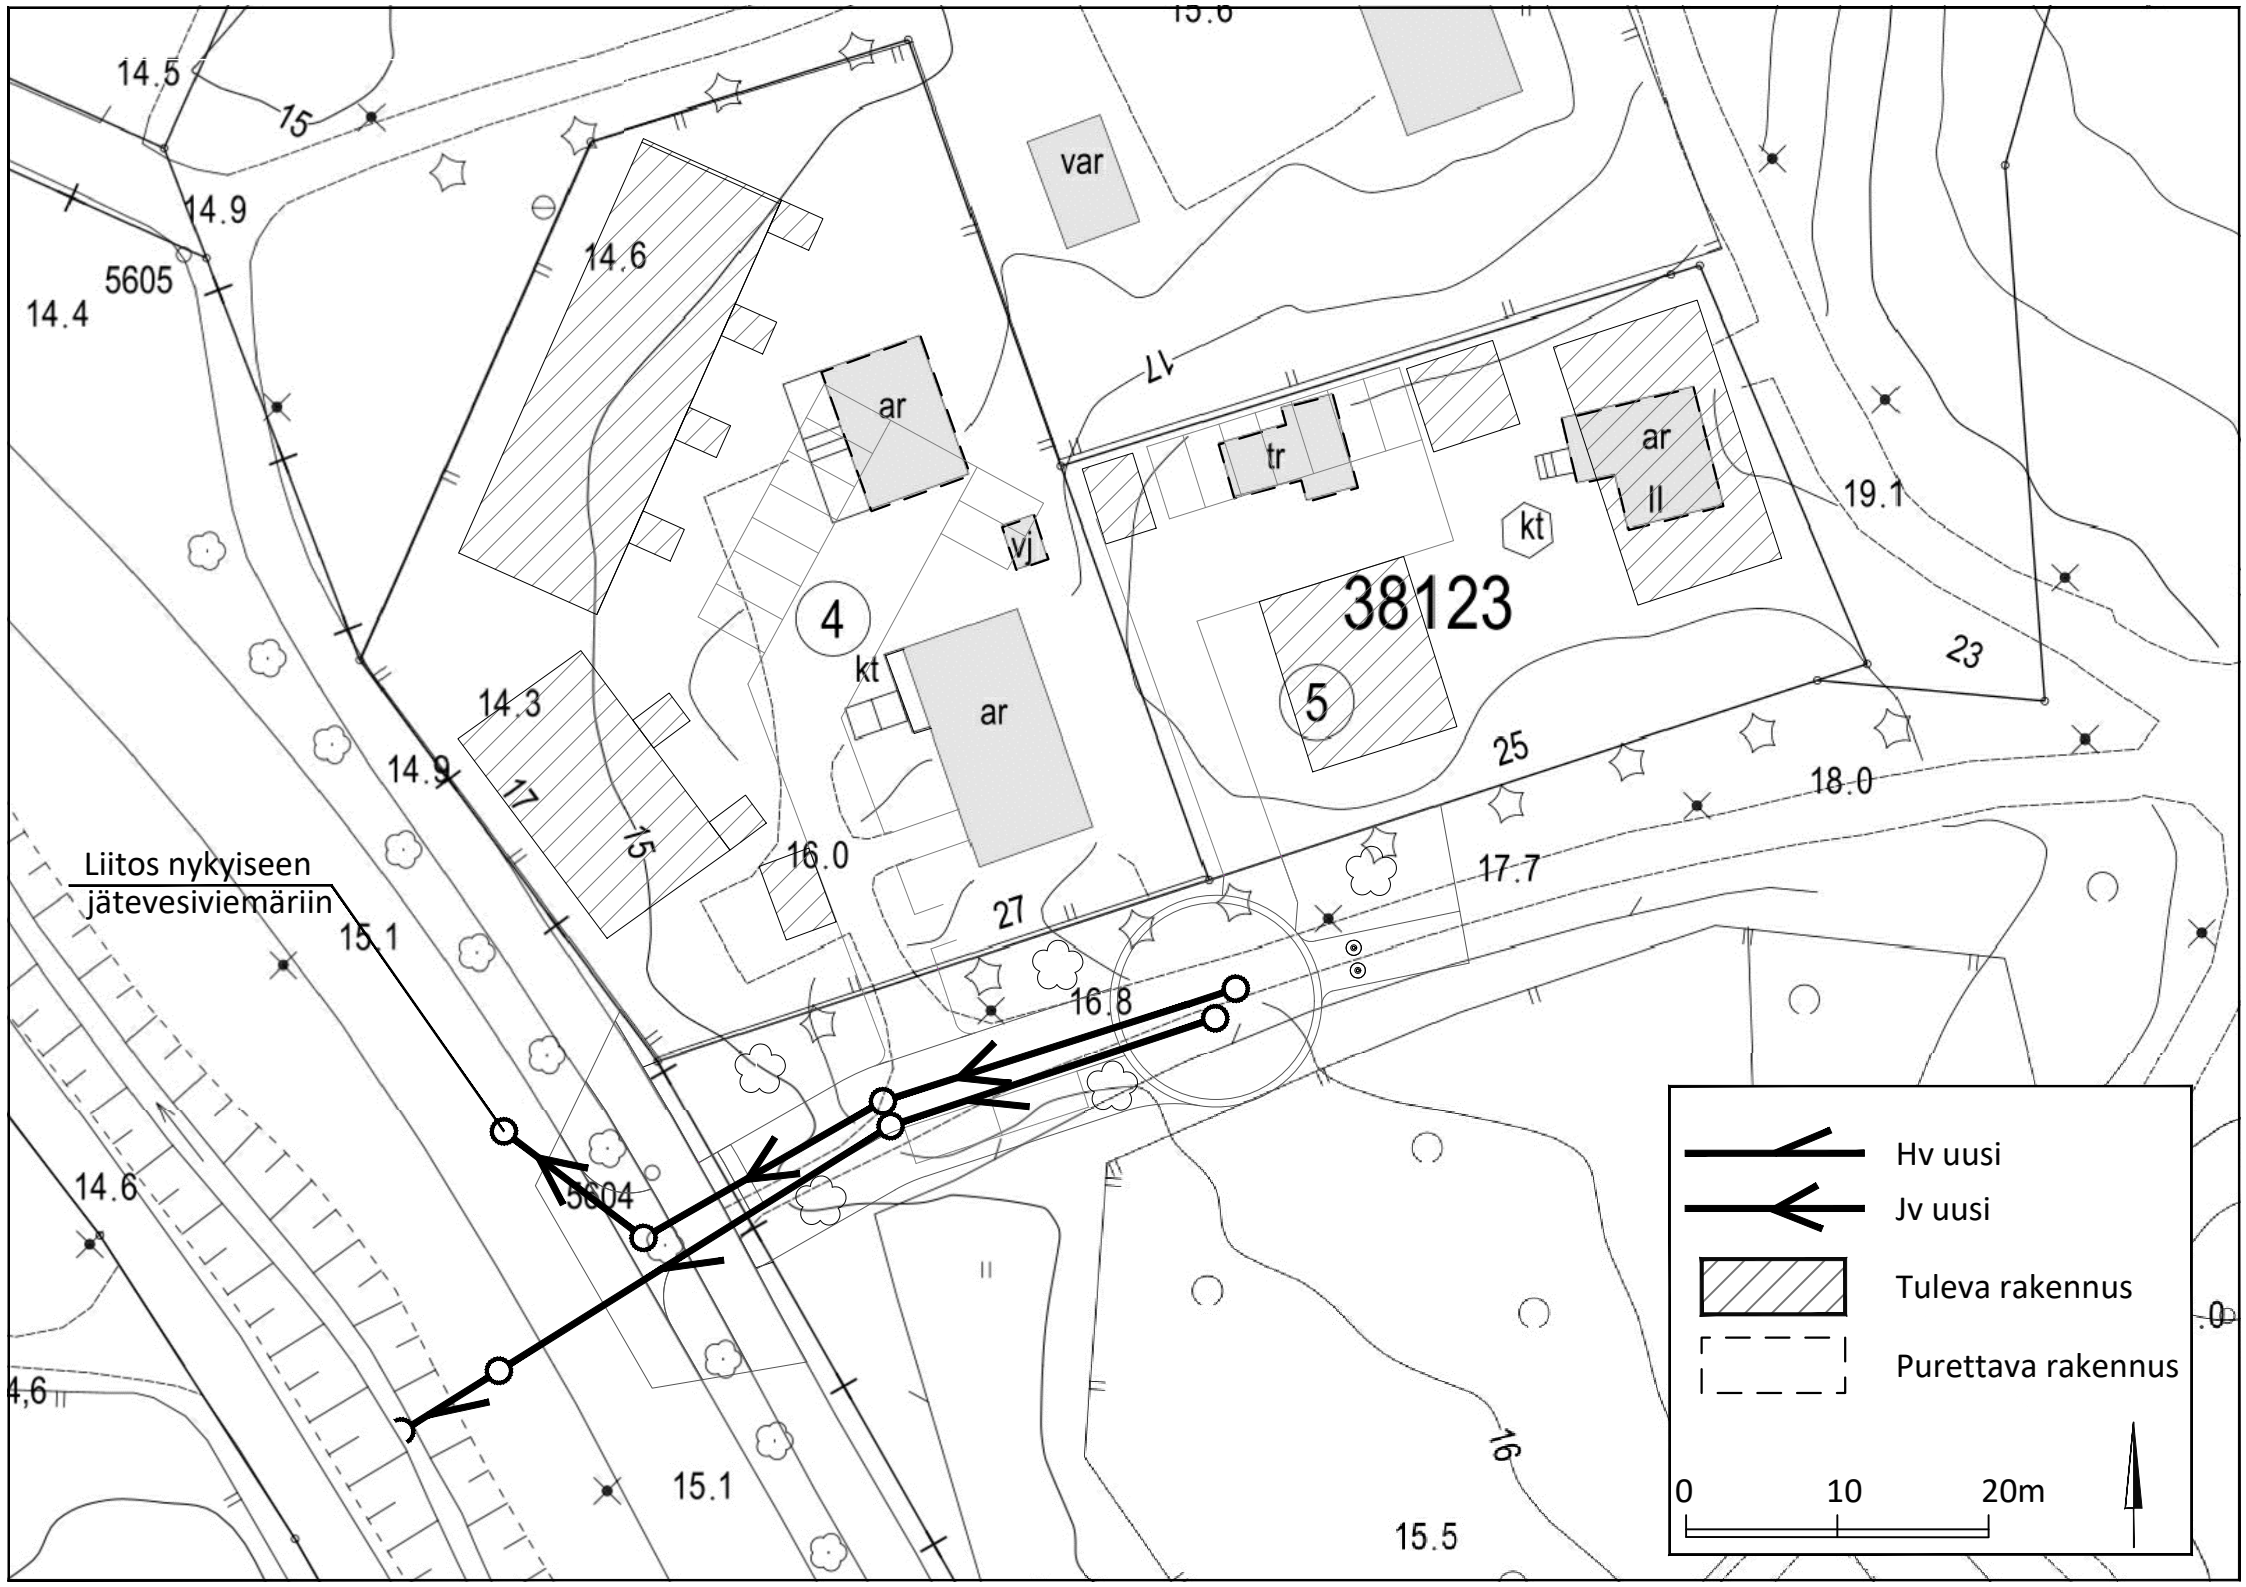 15.6
14.5
15
var
14.9
14.6
5605
14.4
17
ar
tr
ar
II
19.1
kt
vj
38123
4
kt
23
14.3
5
ar
14.9
25
17
18.0
15
16.0
Liitos nykyiseen
jätevesiviemäriin
17.7
27
15.1
16.8
Hv uusi
14.6
5604
Jv uusi
Tuleva rakennus
.0
Purettava rakennus
4,6
16
15.1
0 10 20m
15.5